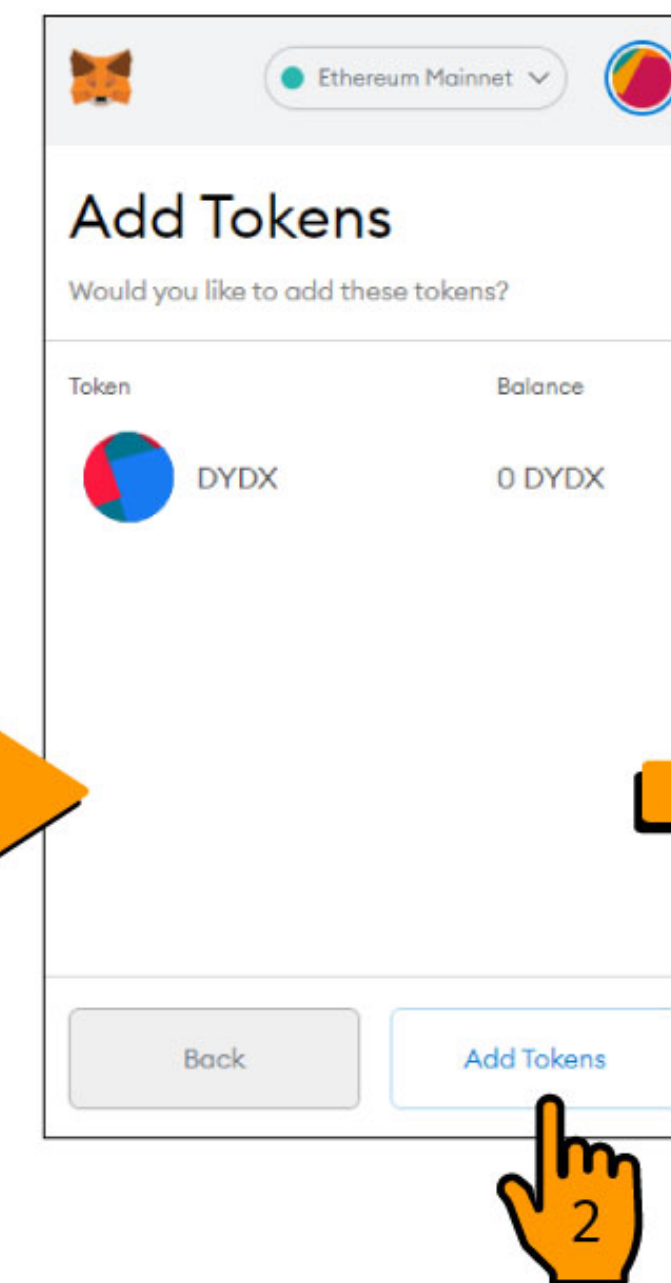 Ethereum Mainnet
Add Tokens
Would you like to add these tokens?
Token Balance
DYDX 0 DYDX
Back Add Tokens
2